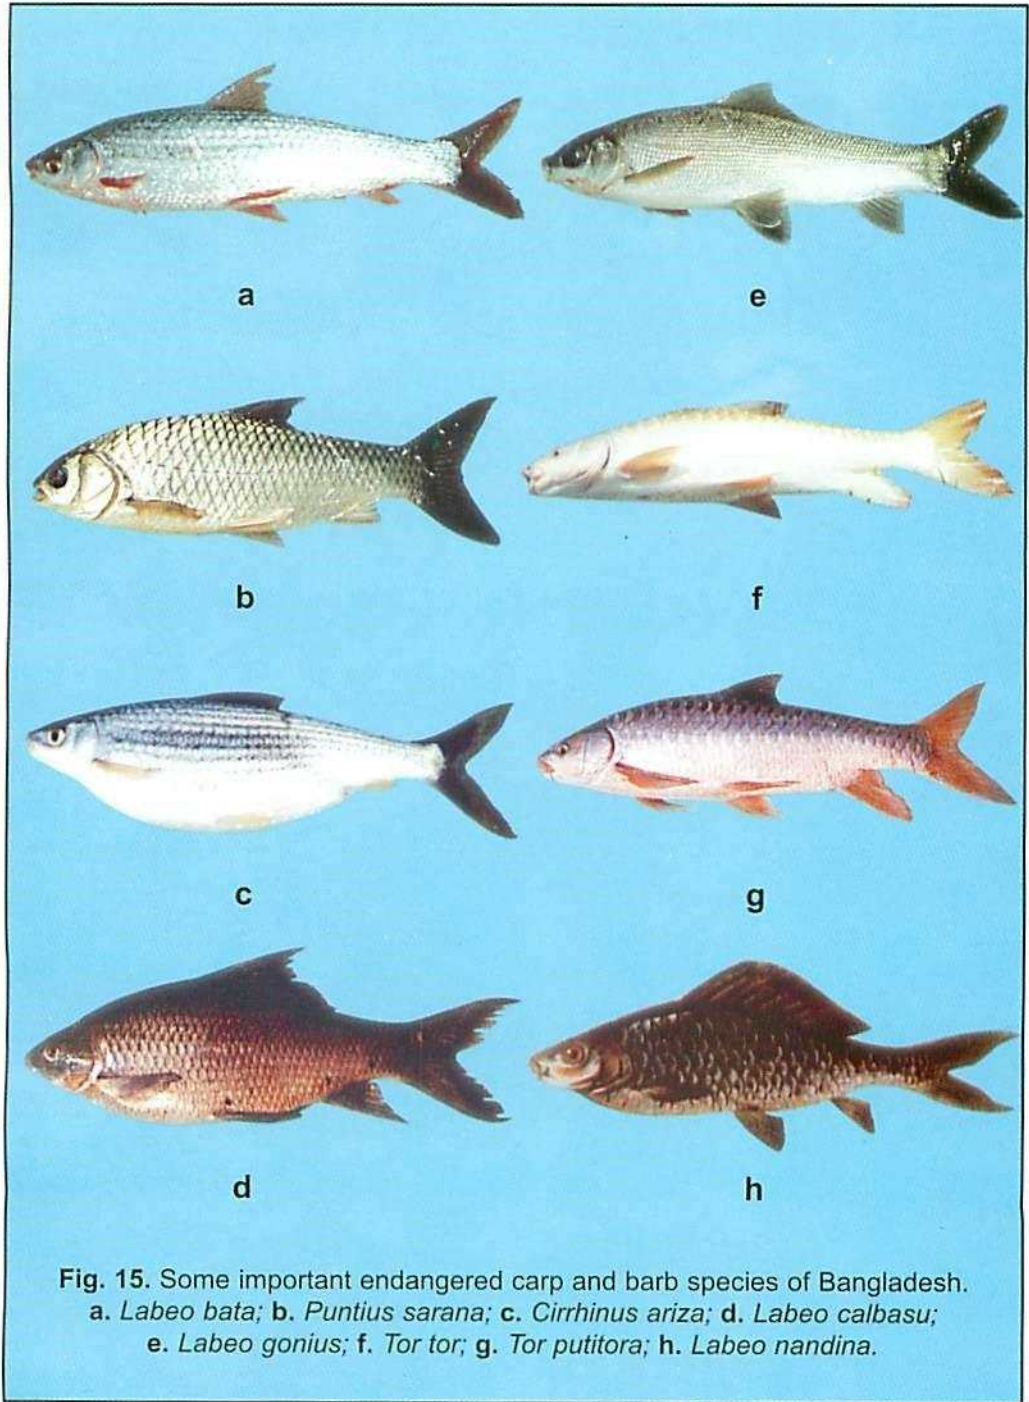 a
e
b
f
c
g
d
h
Fig. 15. Some important endangered carp and barb species of Bangladesh.
a. Labeo bata; b. Puntius sarana; c. Cirrhinus ariza; d. Labeo calbasu;
e. Labeo gonius; f. Tor tor; g. Tor putitora; h. Labeo nandina.